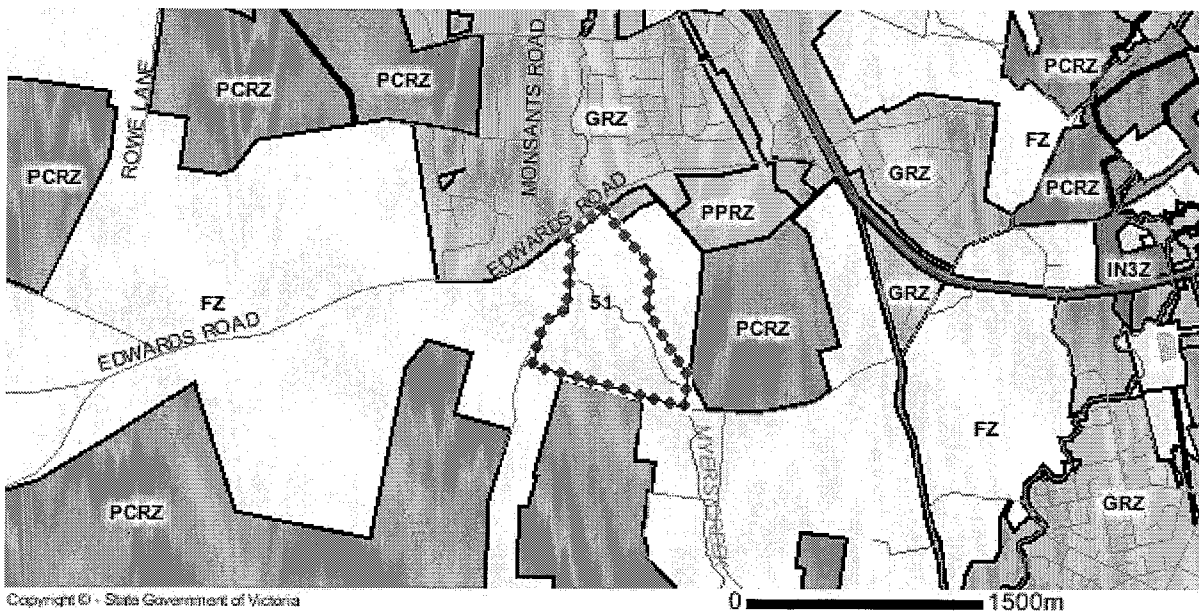 PCRZ
PCRZ
PCRZ
ROWE LANE
MONSANTS ROAD
GRZ
FZ
GRZ
PCRZ
PCRZ
EDWARDS ROAD
PPRZ
IN3Z
FZ
51
GRZ
PCRZ
EDWARDS ROAD
FZ
MYERS
GRZ
PCRZ
Copyright © - State Government of Victoria
0 1500m